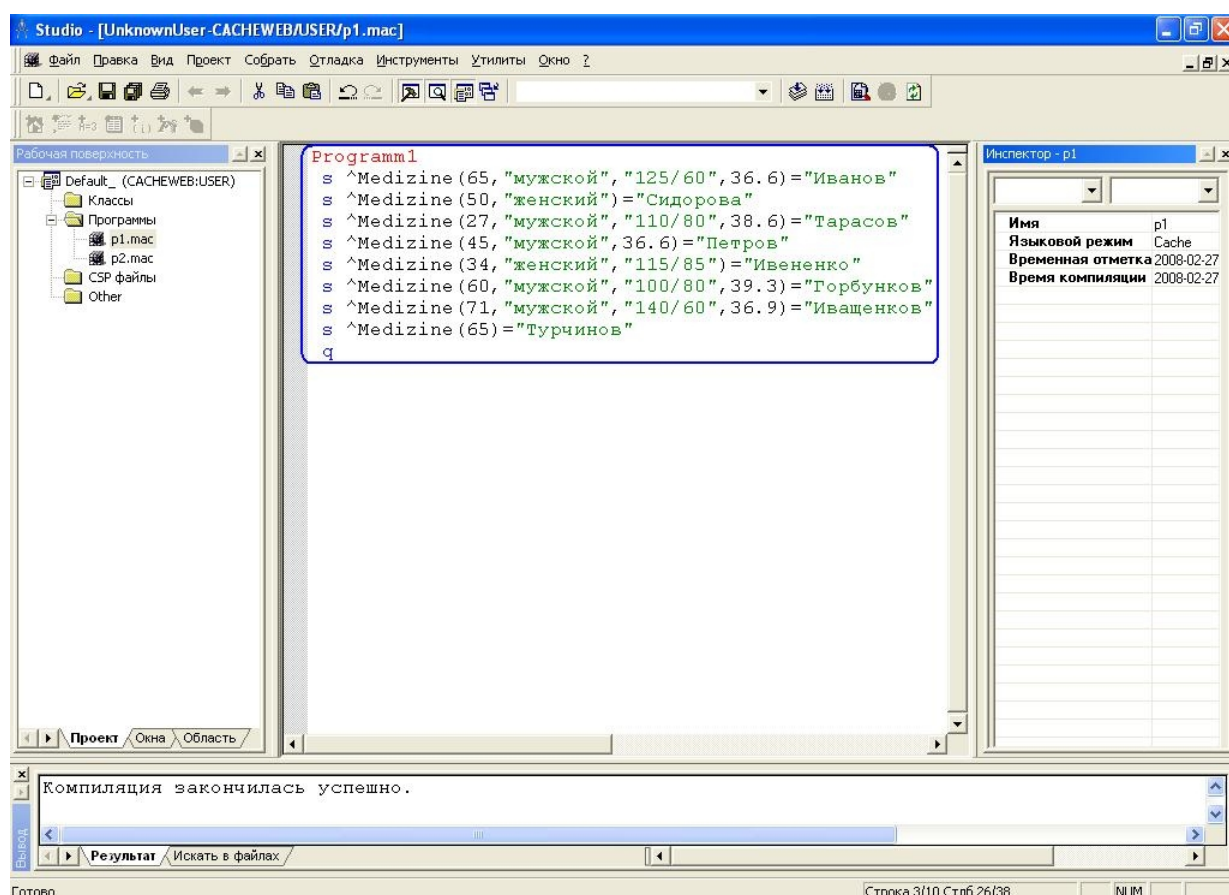 Studio - [UnknownUser-CACHEWEB/USER/p1.mac]
Файл Правка Вид Проект Собрать Отладка Инструменты Утилиты Окно ?
Рабочая поверхность
Default_ (CACHEWEB:USER)
Классы
Программы
p1.mac
p2.mac
CSP файлы
Other
Проект Окна Область
Programm1
s ^Medizine(65,"мужской","125/60",36.6)="Иванов"
s ^Medizine(50,"женский")="Сидорова"
s ^Medizine(27,"мужской","110/80",38.6)="Тарасов"
s ^Medizine(45,"мужской",36.6)="Петров"
s ^Medizine(34,"женский","115/85")="Ивененко"
s ^Medizine(60,"мужской","100/80",39.3)="Горбунков"
s ^Medizine(71,"мужской","140/60",36.9)="Иващенков"
s ^Medizine(65)="Турчинов"
q
Инспектор - p1
Имя p1
Языковой режим Cache
Временная отметка 2008-02-27
Время компиляции 2008-02-27
Компиляция закончилась успешно.
Вывод
Результат Искать в файлах
Готово Строка 3/10 Стлб 26/38 NUM